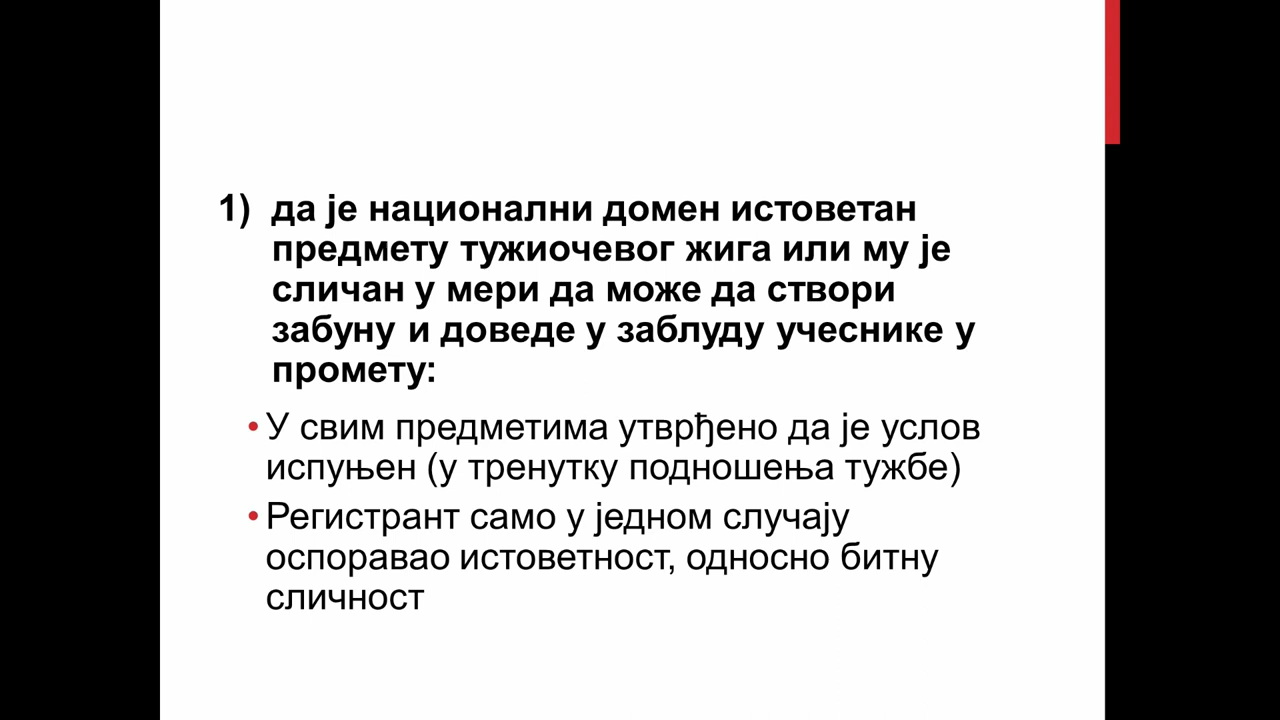 1) да је национални домен истоветан
предмету тужиочевог жига или му је
сличан у мери да може да створи
забуну и доведе у заблуду учеснике у
промету:
•У свим предметима утврђено да је услов
испуњен (у тренутку подношења тужбе)
•Регистрант само у једном случају
оспоравао истоветност, односно битну
сличност